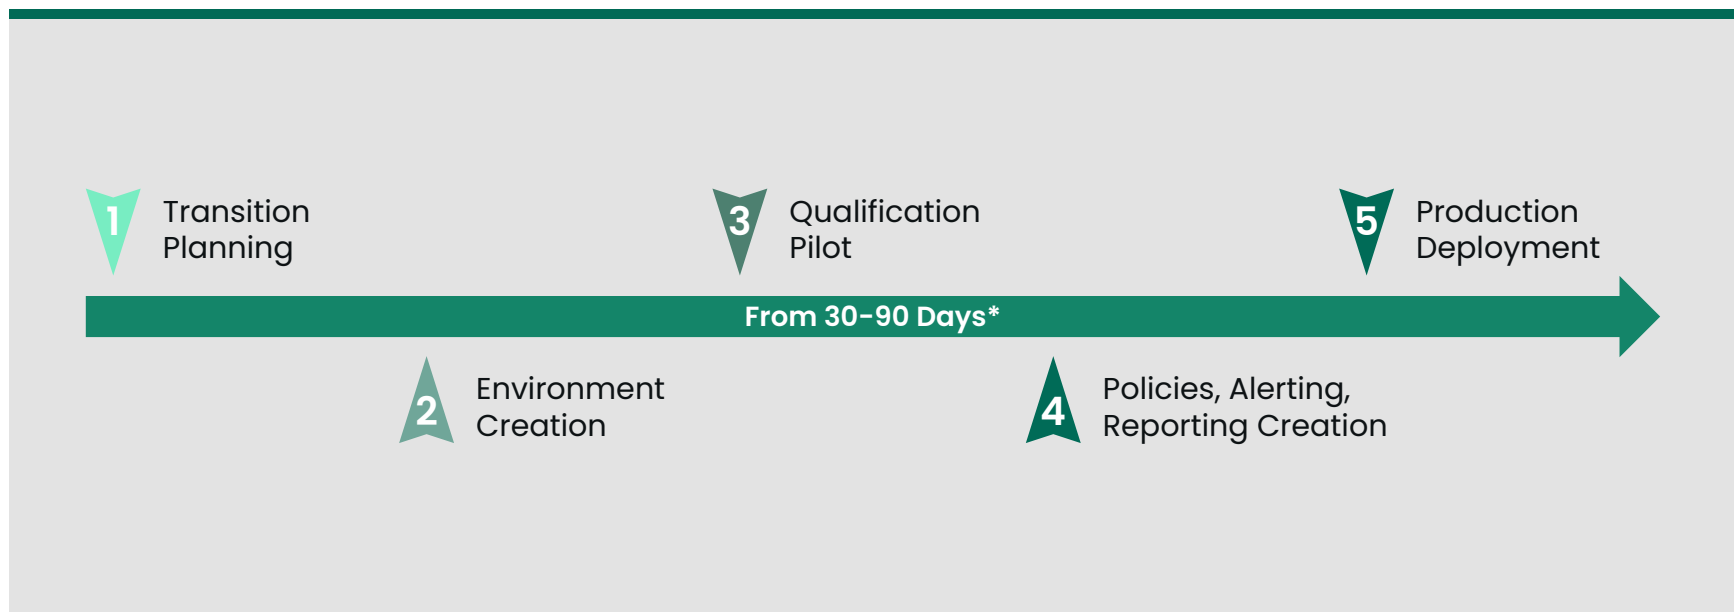 1
Transition
Planning
3
Qualification
Pilot
5
Production
Deployment
From 30-90 Days*
2
Environment
Creation
4
Policies, Alerting,
Reporting Creation